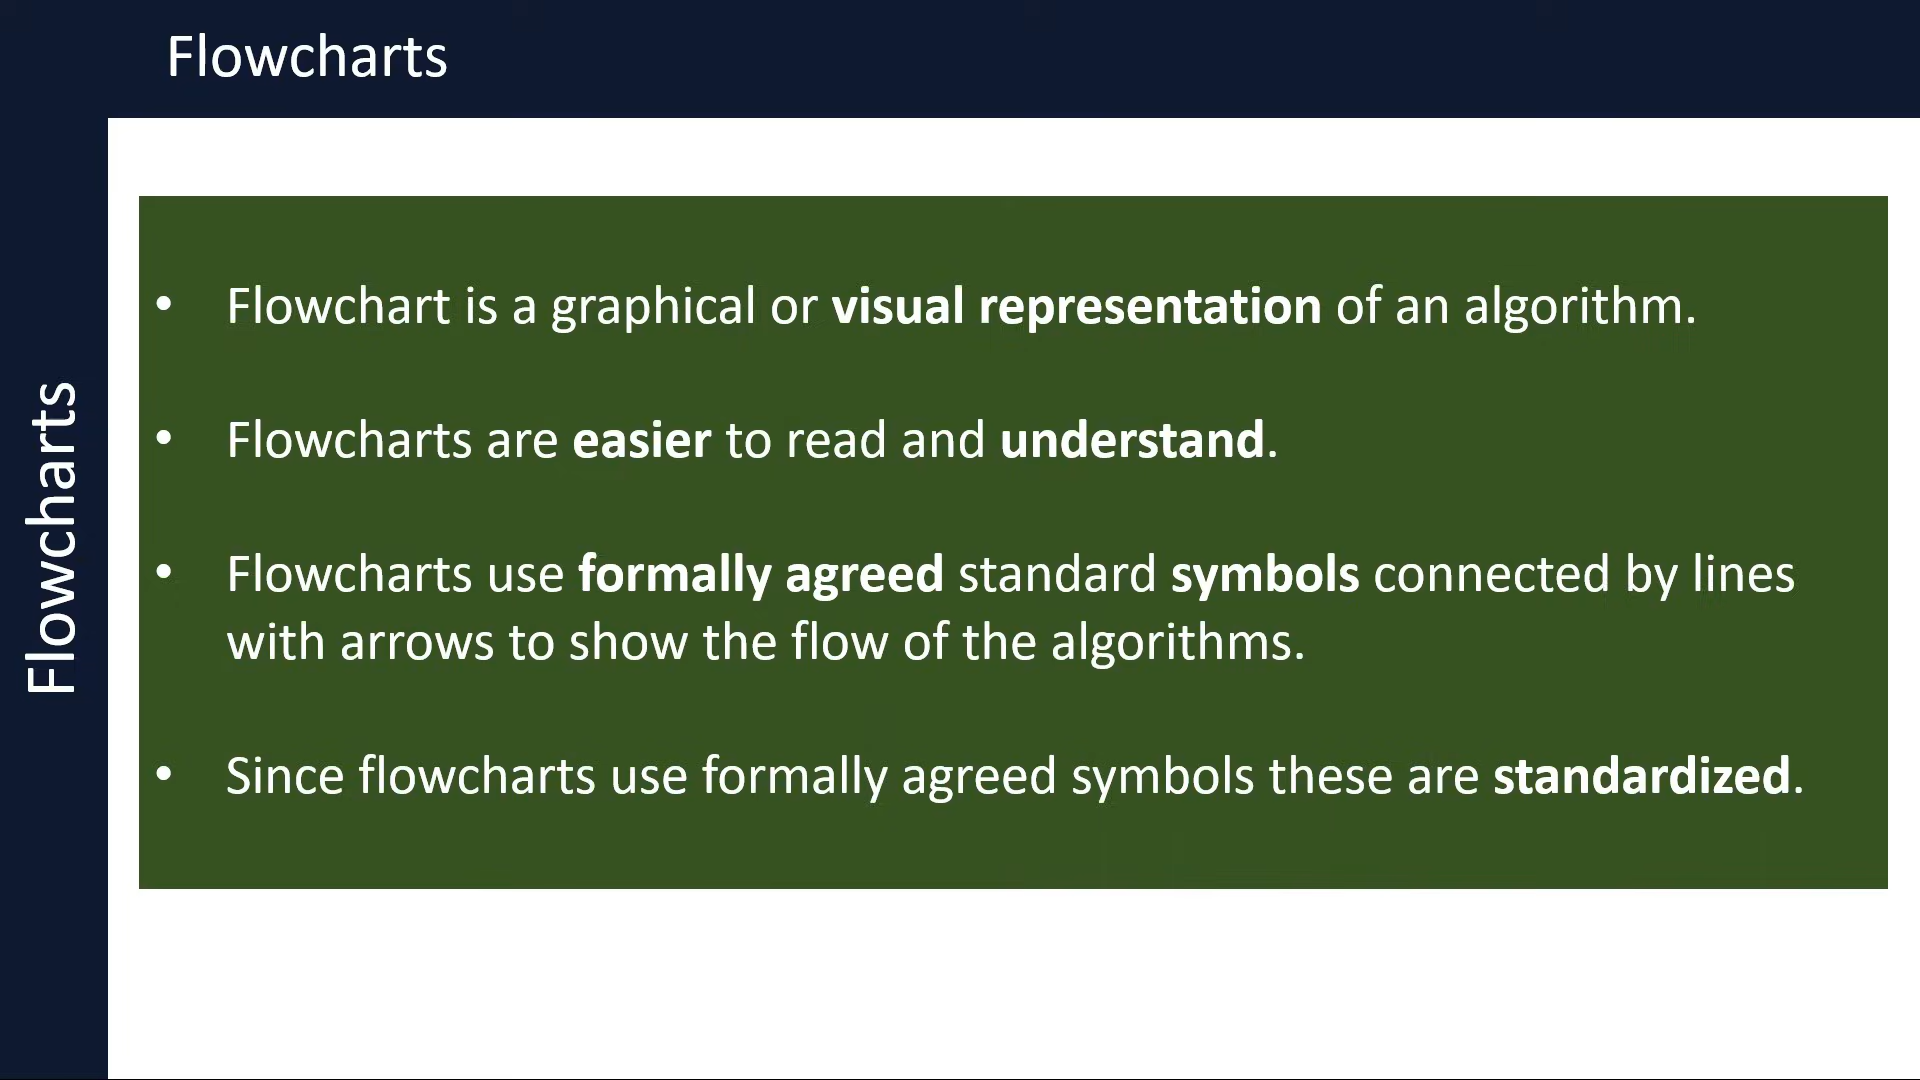 Flowcharts
Flowcharts
• Flowchart is a graphical or visual representation of an algorithm.
• Flowcharts are easier to read and understand.
• Flowcharts use formally agreed standard symbols connected by lines
with arrows to show the flow of the algorithms.
• Since flowcharts use formally agreed symbols these are standardized.